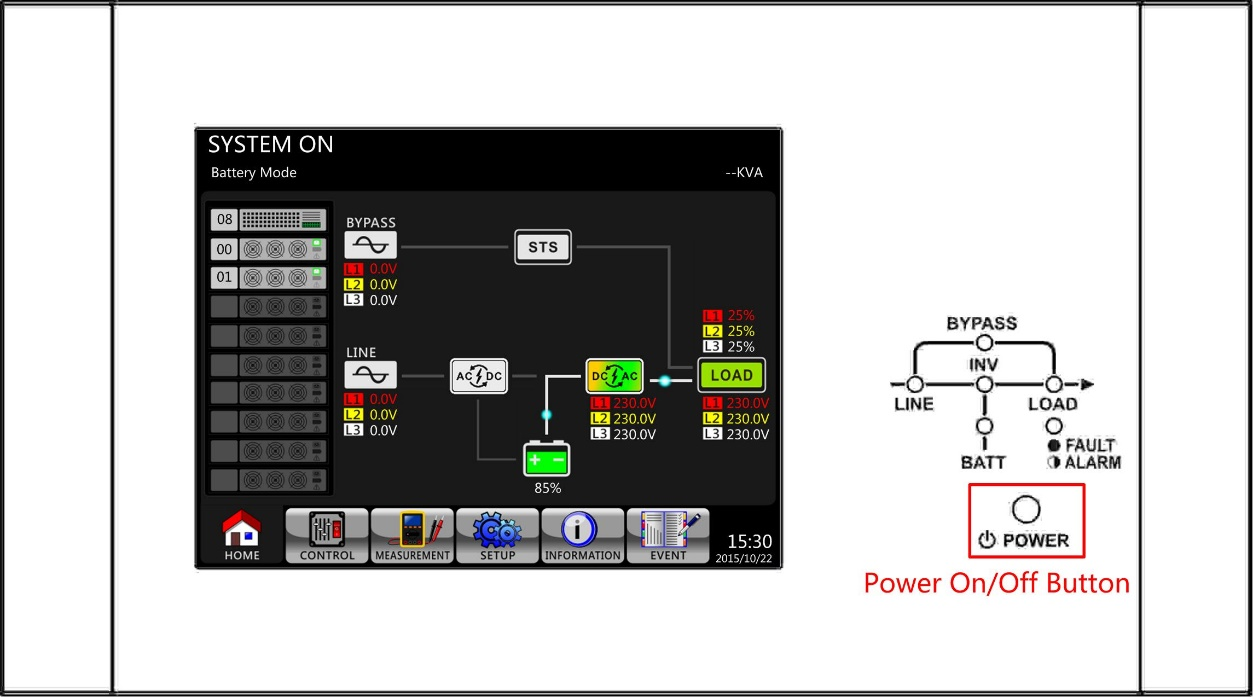 SYSTEM ON
Battery Mode
--KVA
08
00
01
BYPASS
L1 0.0V
L2 0.0V
L3 0.0V
STS
LINE
L1 0.0V
L2 0.0V
L3 0.0V
AC DC
+ −
85%
DC AC
L1 230.0V
L2 230.0V
L3 230.0V
L1 25%
L2 25%
L3 25%
LOAD
L1 230.0V
L2 230.0V
L3 230.0V
HOME
CONTROL
MEASUREMENT
SETUP
i
INFORMATION
EVENT
15:30
2015/10/22
BYPASS
INV
LINE
LOAD
BATT
FAULT
ALARM
POWER
Power On/Off Button